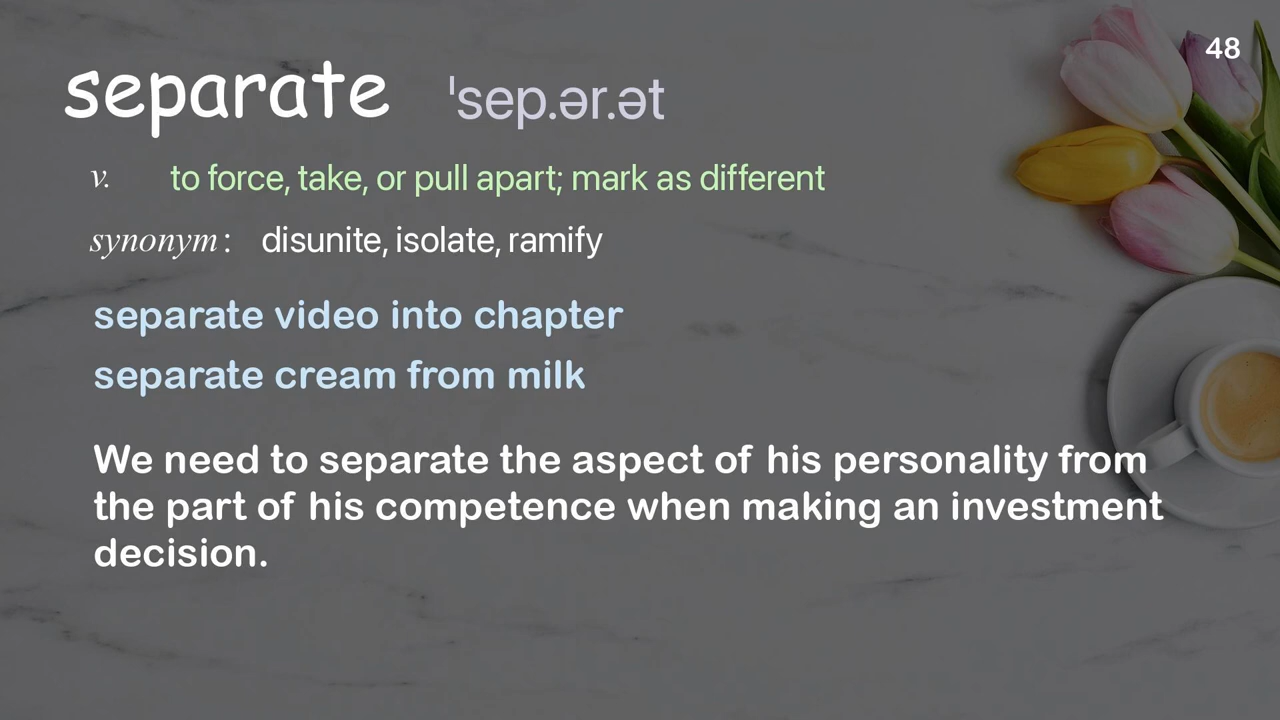 48
separate ˈsep.ər.ət
v. to force, take, or pull apart; mark as different
synonym: disunite, isolate, ramify
separate video into chapter
separate cream from milk
We need to separate the aspect of his personality from
the part of his competence when making an investment
decision.